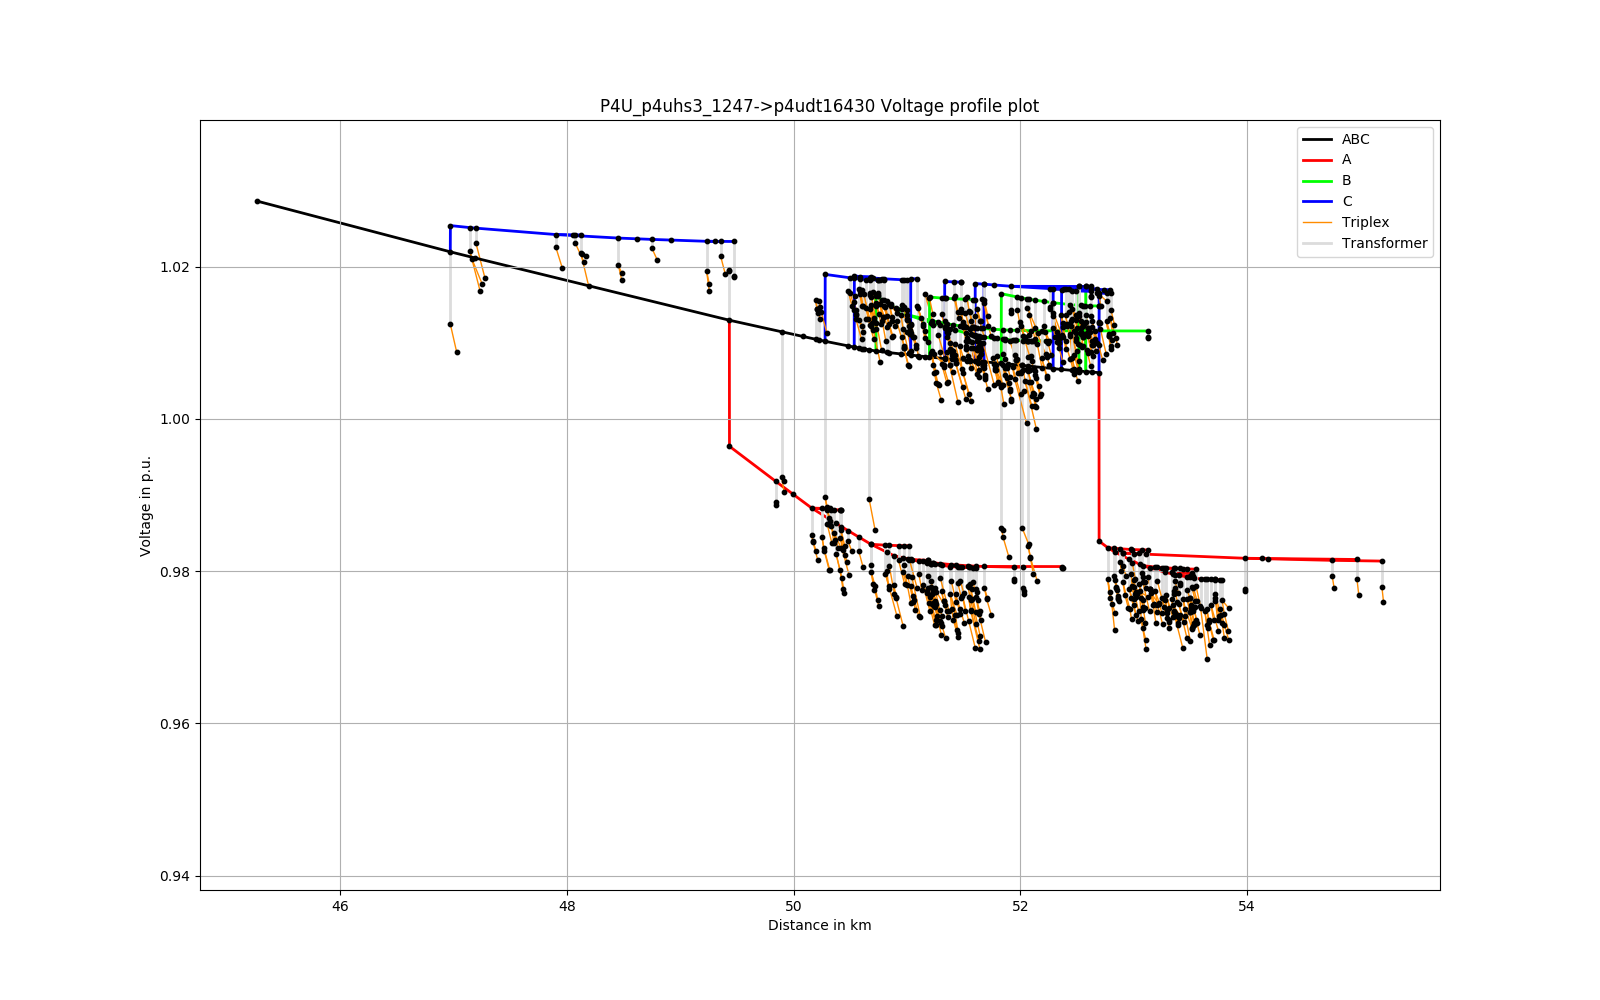 P4U_p4uhs3_1247->p4udt16430 Voltage profile plot
ABC
A
B
C
Triplex
Transformer
1.02
1.00
0.98
0.96
0.94
Voltage in p.u.
46 48 50 52 54
Distance in km